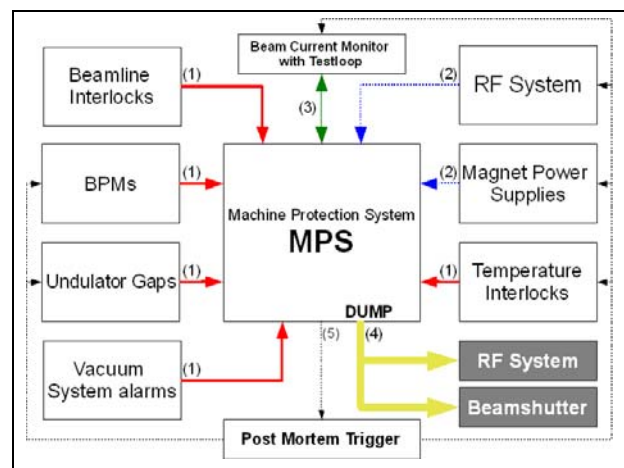 Beam Current Monitor
with Testloop
Beamline
Interlocks
(1)
(3)
(2)
RF System
BPMs
(1)
Machine Protection System
MPS
(2)
Magnet Power
Supplies
Undulator Gaps
(1)
(1)
Temperature
Interlocks
DUMP
(5)
(4)
Vacuum
System alarms
(1)
RF System
Beamshutter
Post Mortem Trigger